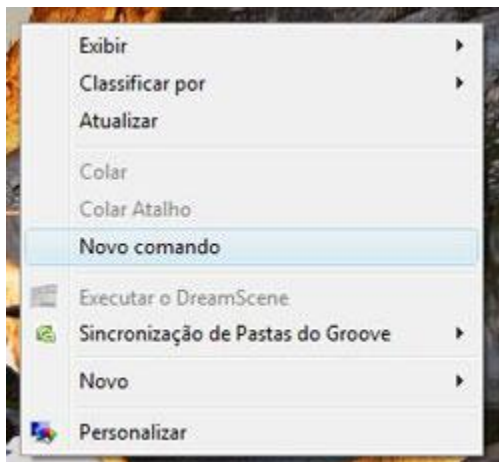 Exibir
Classificar por
Atualizar
Colar
Colar Atalho
Novo comando
Executar o DreamScene
Sincronização de Pastas do Groove
Novo
Personalizar